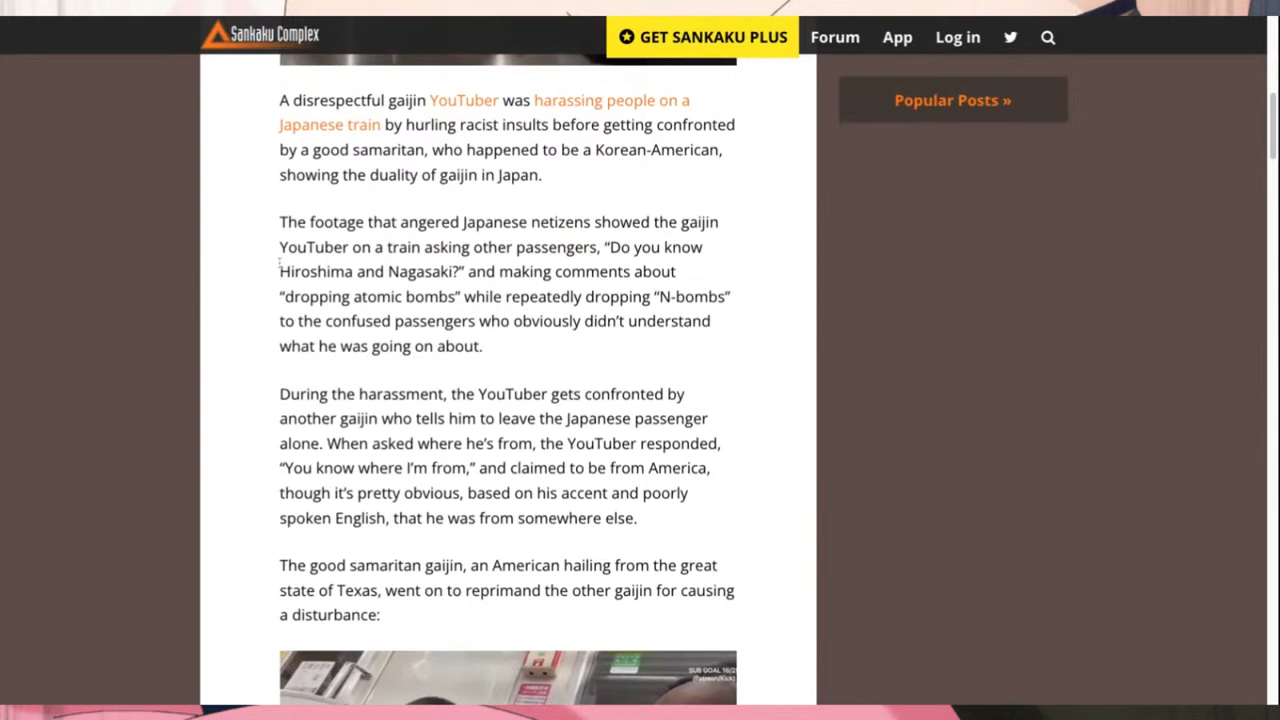 Sankaku Complex
GET SANKAKU PLUS
Forum
App
Log in
Popular Posts »
A disrespectful gaijin YouTuber was harassing people on a
Japanese train by hurling racist insults before getting confronted
by a good samaritan, who happened to be a Korean-American,
showing the duality of gaijin in Japan.
The footage that angered Japanese netizens showed the gaijin
YouTuber on a train asking other passengers, “Do you know
Hiroshima and Nagasaki?” and making comments about
“dropping atomic bombs” while repeatedly dropping “N-bombs”
to the confused passengers who obviously didn’t understand
what he was going on about.
During the harassment, the YouTuber gets confronted by
another gaijin who tells him to leave the Japanese passenger
alone. When asked where he’s from, the YouTuber responded,
“You know where I’m from,” and claimed to be from America,
though it’s pretty obvious, based on his accent and poorly
spoken English, that he was from somewhere else.
The good samaritan gaijin, an American hailing from the great
state of Texas, went on to reprimand the other gaijin for causing
a disturbance:
SUB GOAL
(Patreon/Kick)